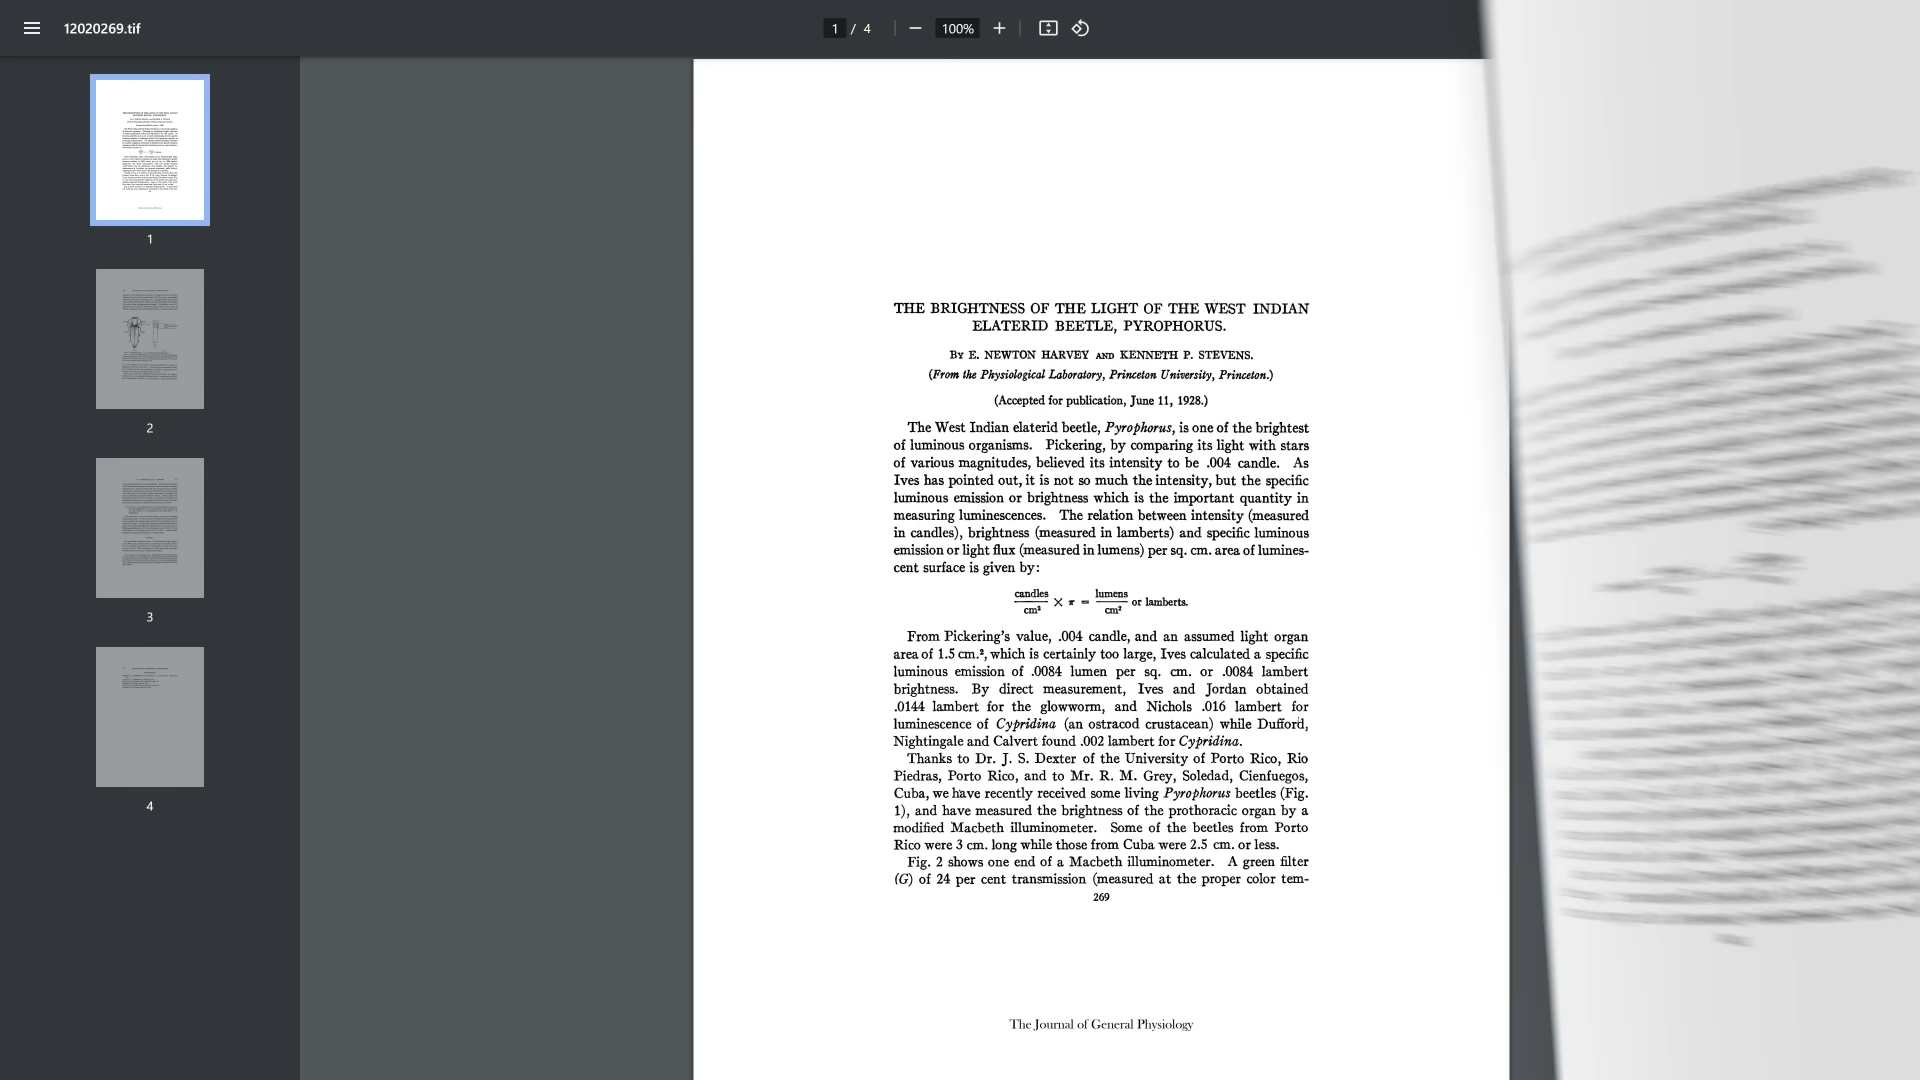 12020269.tif
1 / 4
100%
1
2
3
4
THE BRIGHTNESS OF THE LIGHT OF THE WEST INDIAN
ELATERID BEETLE, PYROPHORUS.
By E. NEWTON HARVEY AND KENNETH P. STEVENS.
(From the Physiological Laboratory, Princeton University, Princeton.)
(Accepted for publication, June 11, 1928.)
The West Indian elaterid beetle, Pyrophorus, is one of the brightest
of luminous organisms. Pickering, by comparing its light with stars
of various magnitudes, believed its intensity to be .004 candle. As
Ives has pointed out, it is not so much the intensity, but the specific
luminous emission or brightness which is the important quantity in
measuring luminescences. The relation between intensity (measured
in candles), brightness (measured in lamberts) and specific luminous
emission or light flux (measured in lumens) per sq. cm. area of lumines-
cent surface is given by:
candles/cm² × π = lumens/cm² or lamberts.
From Pickering's value, .004 candle, and an assumed light organ
area of 1.5 cm.², which is certainly too large, Ives calculated a specific
luminous emission of .0084 lumen per sq. cm. or .0084 lambert
brightness. By direct measurement, Ives and Jordan obtained
.0144 lambert for the glowworm, and Nichols .016 lambert for
luminescence of Cypridina (an ostracod crustacean) while Dufford,
Nightingale and Calvert found .002 lambert for Cypridina.
Thanks to Dr. J. S. Dexter of the University of Porto Rico, Rio
Piedras, Porto Rico, and to Mr. R. M. Grey, Soledad, Cienfuegos,
Cuba, we have recently received some living Pyrophorus beetles (Fig.
1), and have measured the brightness of the prothoracic organ by a
modified Macbeth illuminometer. Some of the beetles from Porto
Rico were 3 cm. long while those from Cuba were 2.5 cm. or less.
Fig. 2 shows one end of a Macbeth illuminometer. A green filter
(G) of 24 per cent transmission (measured at the proper color tem-
269
The Journal of General Physiology